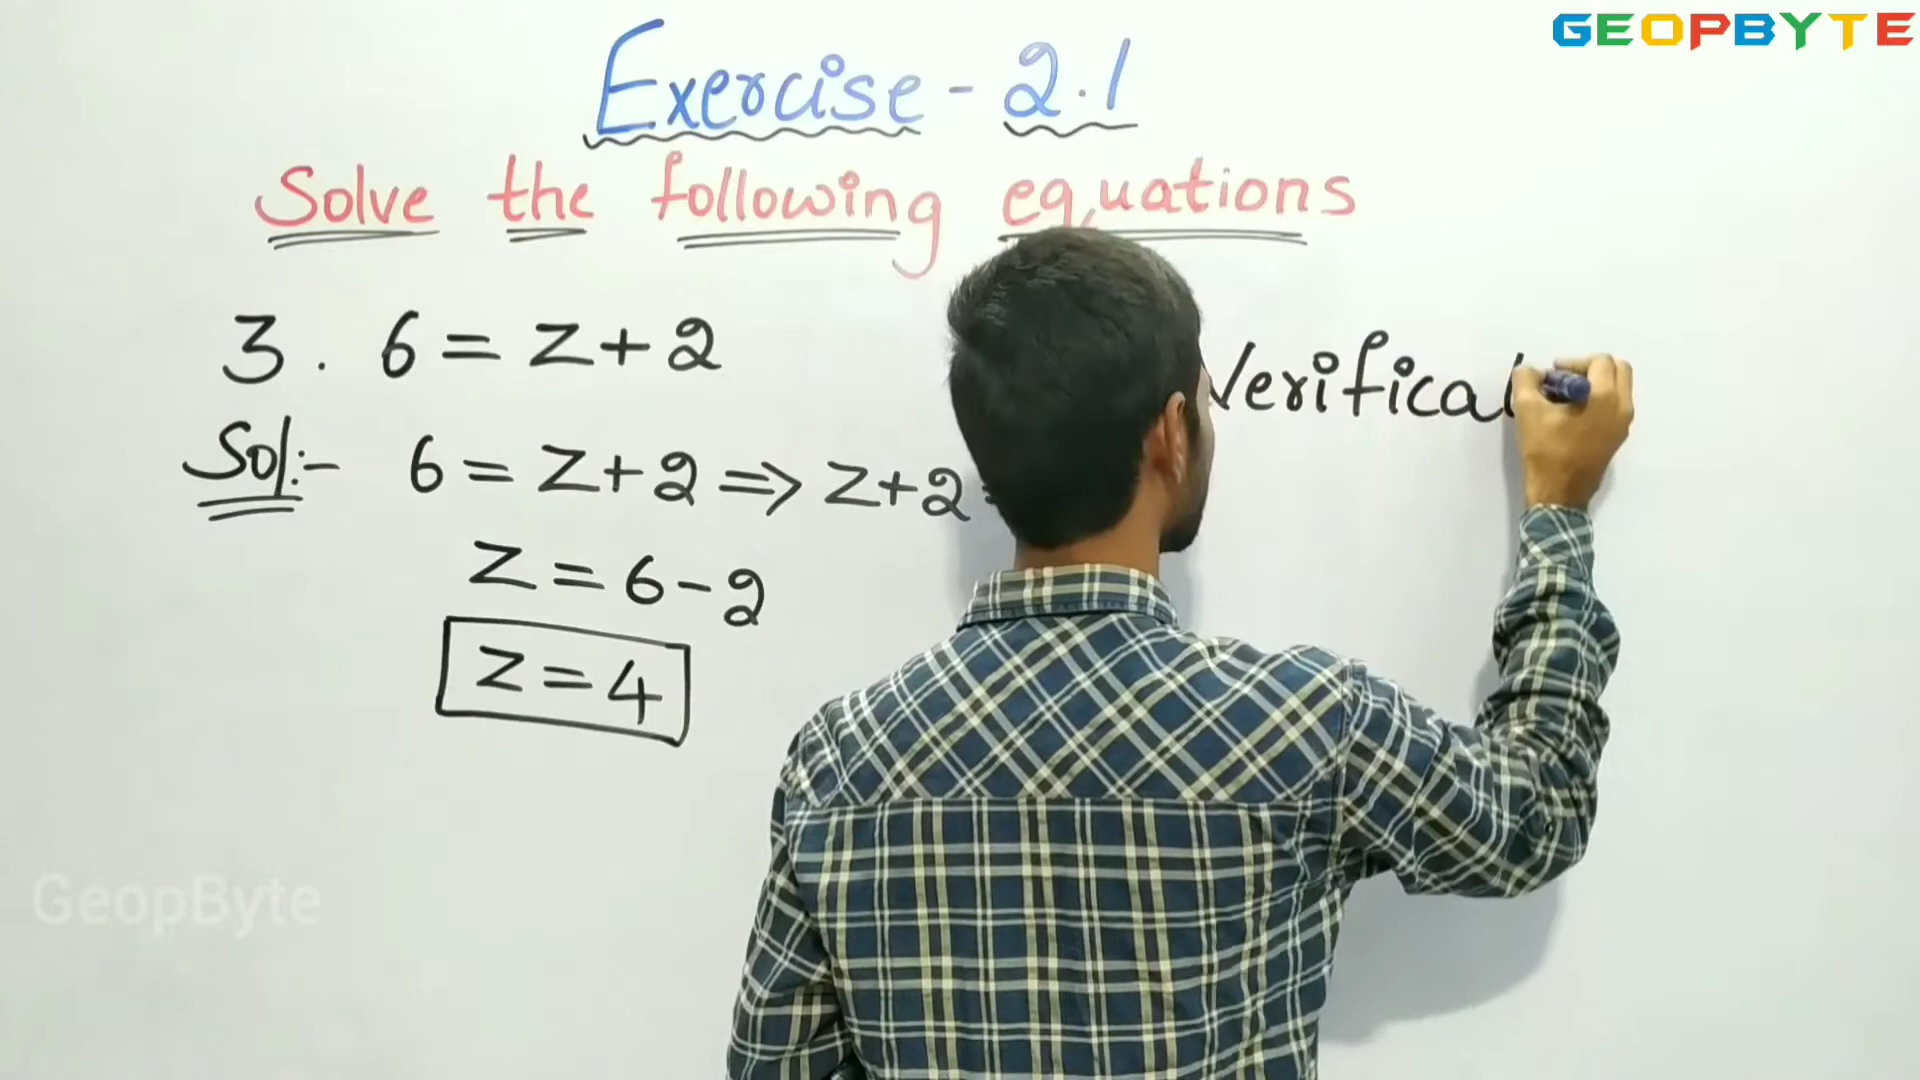 GEOPBYTE
Exercise - 2.1
Solve the following equations
3. 6 = z + 2
Sol:- 6 = z + 2 ⇒ z + 2 =
z = 6 - 2
z = 4
Verificat
GeopByte